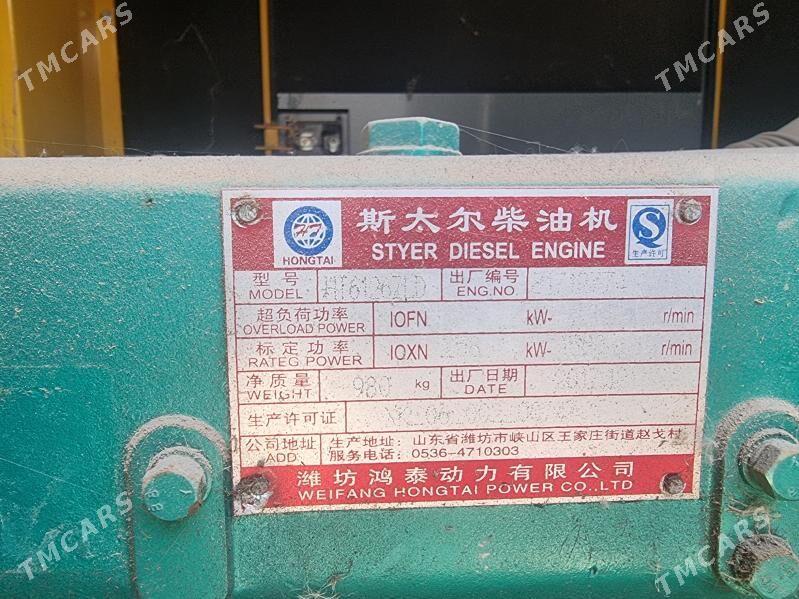 TMCARS
TMCARS
TMCARS
HT
HONGTAI
斯太尔柴油机
STYER DIESEL ENGINE
生产许可
型号
MODEL
HT6126ZLD
出厂编号
ENG.NO
超负荷功率
OVERLOAD POWER
IOFN kW- r/min
标定功率
RATEG POWER
IOXN kW- r/min
净质量
WEIGHT
980 kg
出厂日期
DATE
生产许可证
公司地址
ADD
生产地址：山东省潍坊市峡山区王家庄街道赵戈村
服务电话：0536-4710303
潍坊鸿泰动力有限公司
WEIFANG HONGTAI POWER CO.,LTD
TMCARS
TMCARS